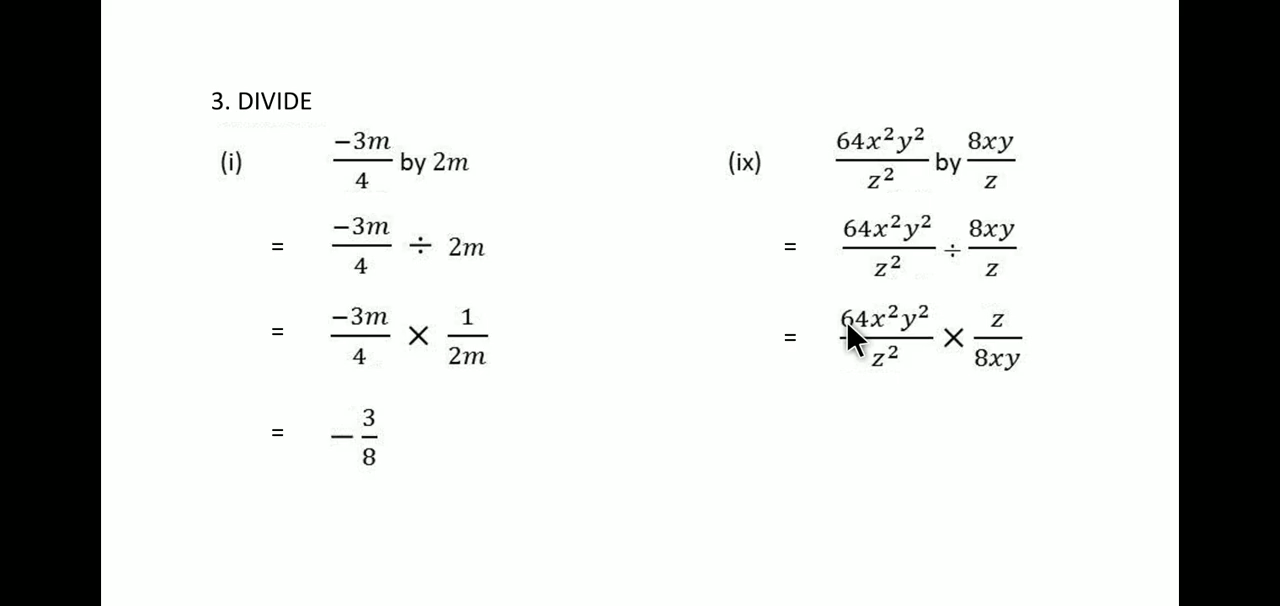 3. DIVIDE
(i) −3m/4 by 2m
= −3m/4 ÷ 2m
= −3m/4 × 1/2m
= −3/8
(ix) 64x²y²/z² by 8xy/z
= 64x²y²/z² ÷ 8xy/z
= 64x²y²/z² × z/8xy